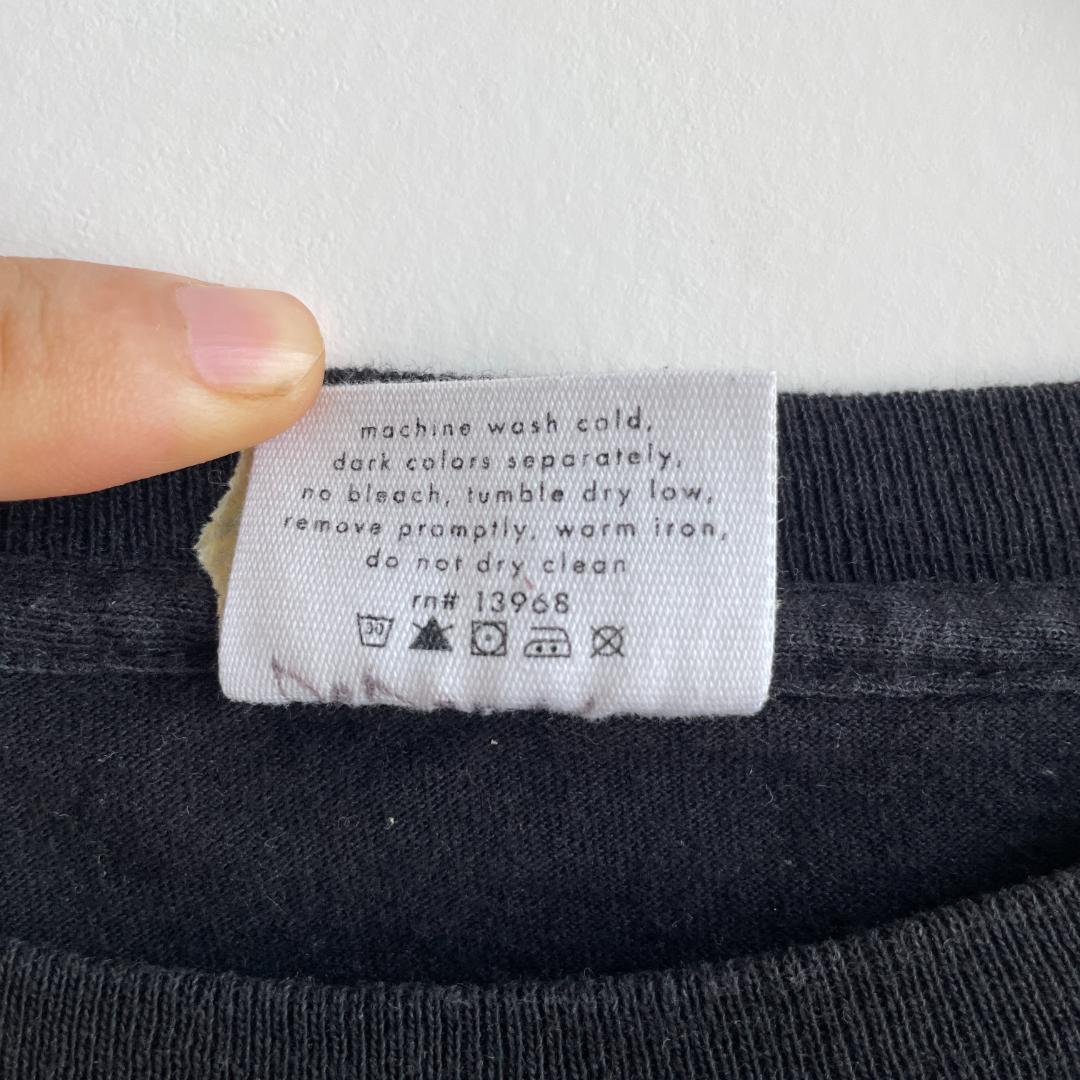 machine wash cold,
dark colors separately,
no bleach, tumble dry low,
remove promptly, warm iron,
do not dry clean
rn# 13968
30